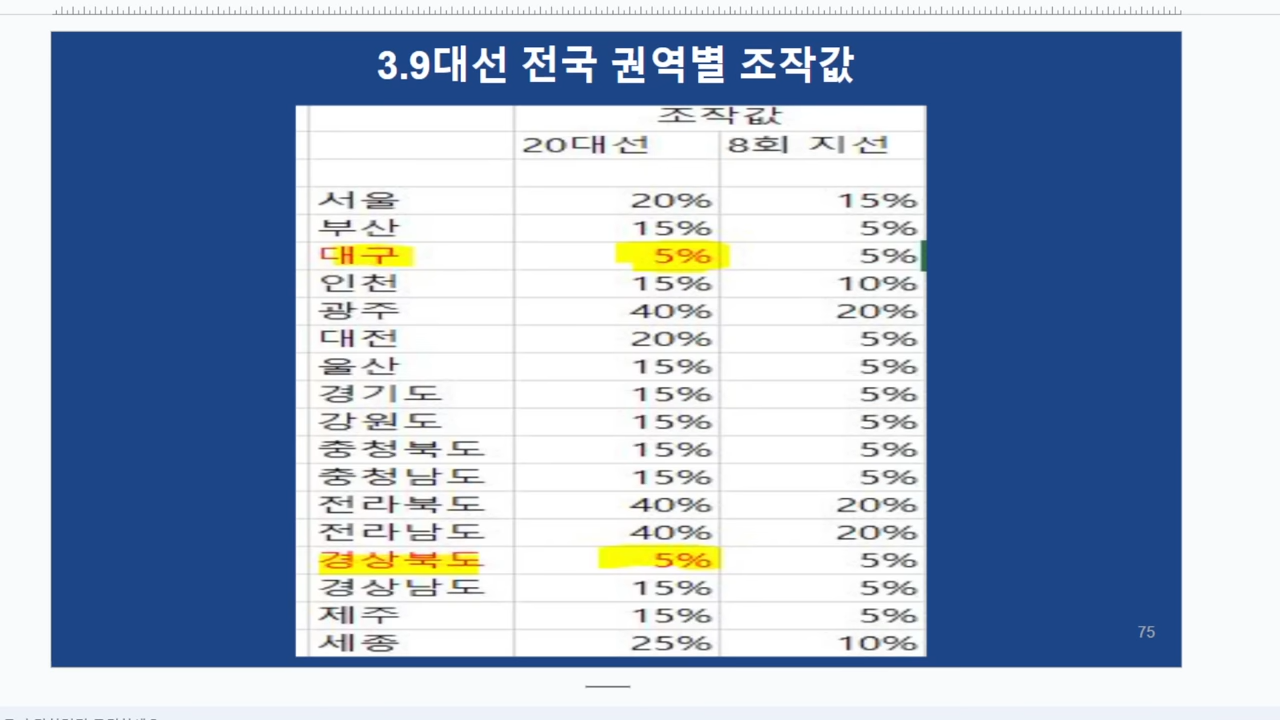 3.9대선 전국 권역별 조작값
조작값
20대선 8회 지선
서울 20% 15%
부산 15% 5%
대구 5% 5%
인천 15% 10%
광주 40% 20%
대전 20% 5%
울산 15% 5%
경기도 15% 5%
강원도 15% 5%
충청북도 15% 5%
충청남도 15% 5%
전라북도 40% 20%
전라남도 40% 20%
경상북도 5% 5%
경상남도 15% 5%
제주 15% 5%
세종 25% 10%
75